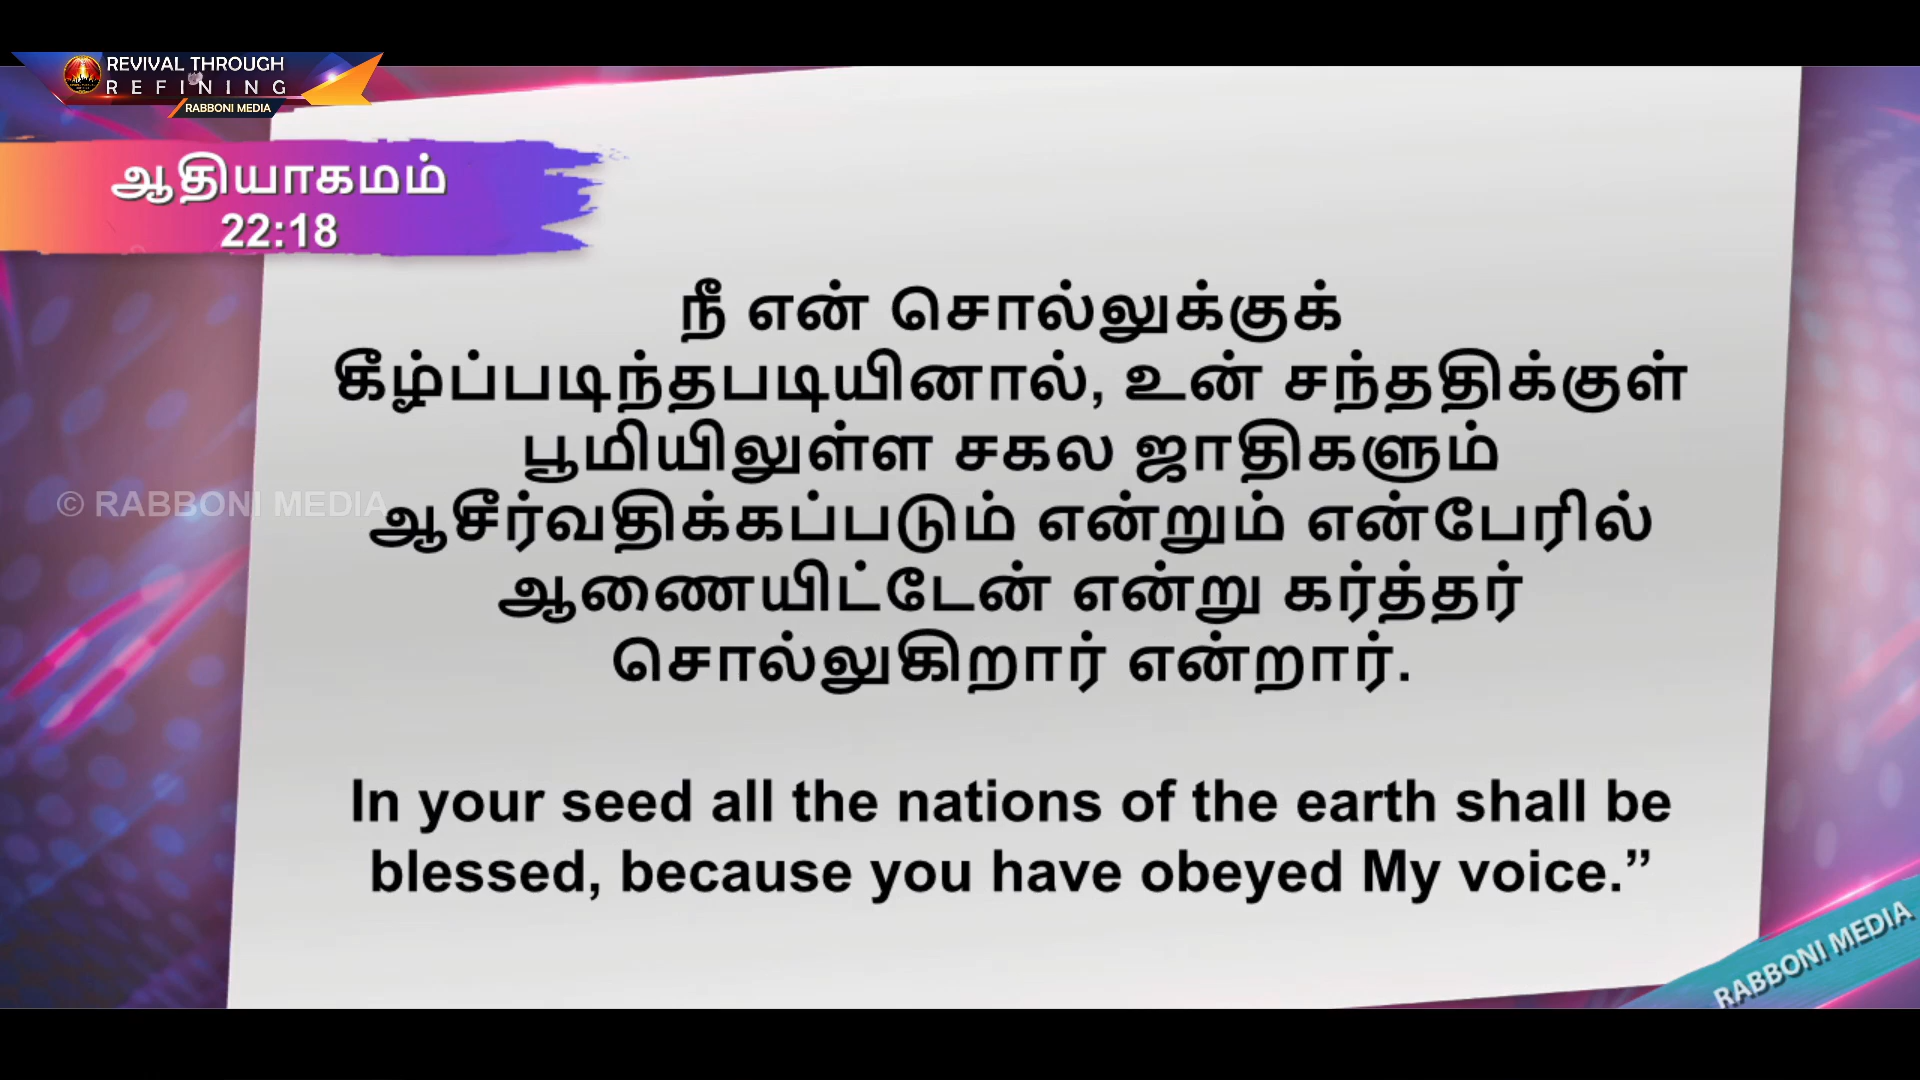 REVIVAL THROUGH
REFINING
RABBONI MEDIA
ஆதியாகமம்
22:18
நீ என் சொல்லுக்குக்
கீழ்ப்படிந்தபடியினால், உன் சந்ததிக்குள்
பூமியிலுள்ள சகல ஜாதிகளும்
© RABBONI MEDIA
ஆசீர்வதிக்கப்படும் என்றும் என்பேரில்
ஆணையிட்டேன் என்று கர்த்தர்
சொல்லுகிறார் என்றார்.
In your seed all the nations of the earth shall be
blessed, because you have obeyed My voice.”
RABBONI MEDIA